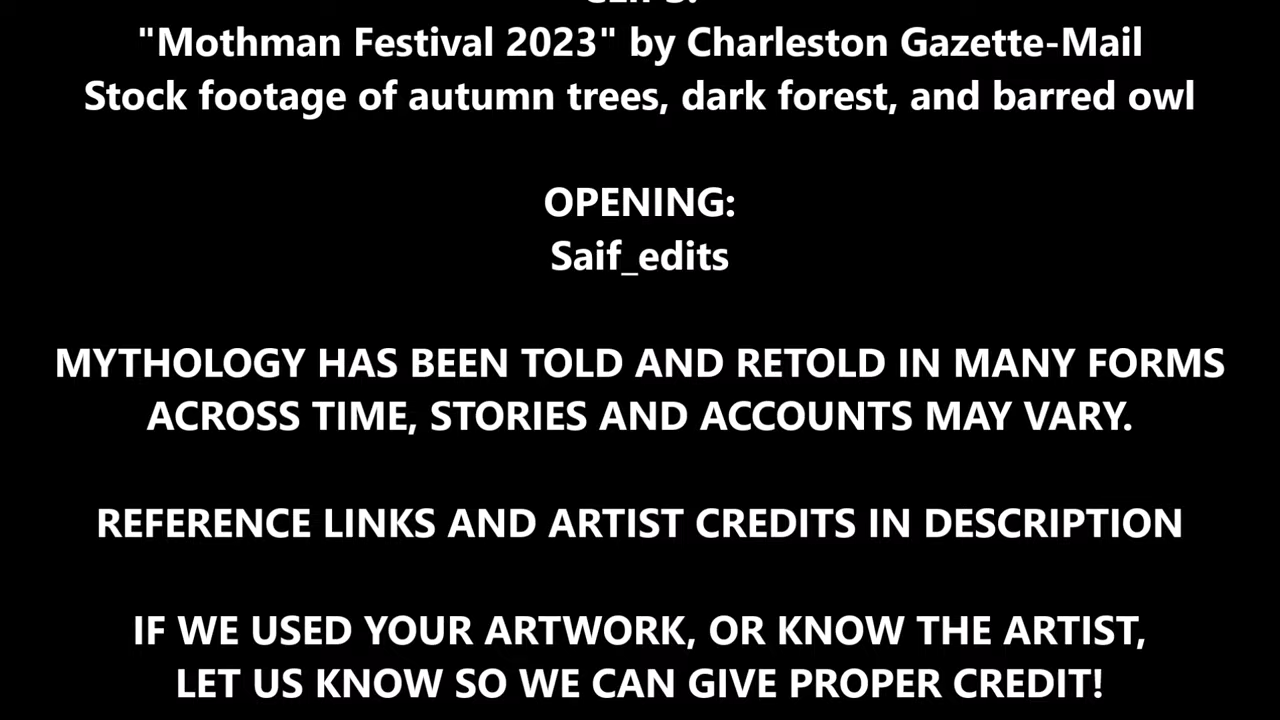 "Mothman Festival 2023" by Charleston Gazette-Mail
Stock footage of autumn trees, dark forest, and barred owl
OPENING:
Saif_edits
MYTHOLOGY HAS BEEN TOLD AND RETOLD IN MANY FORMS
ACROSS TIME, STORIES AND ACCOUNTS MAY VARY.
REFERENCE LINKS AND ARTIST CREDITS IN DESCRIPTION
IF WE USED YOUR ARTWORK, OR KNOW THE ARTIST,
LET US KNOW SO WE CAN GIVE PROPER CREDIT!